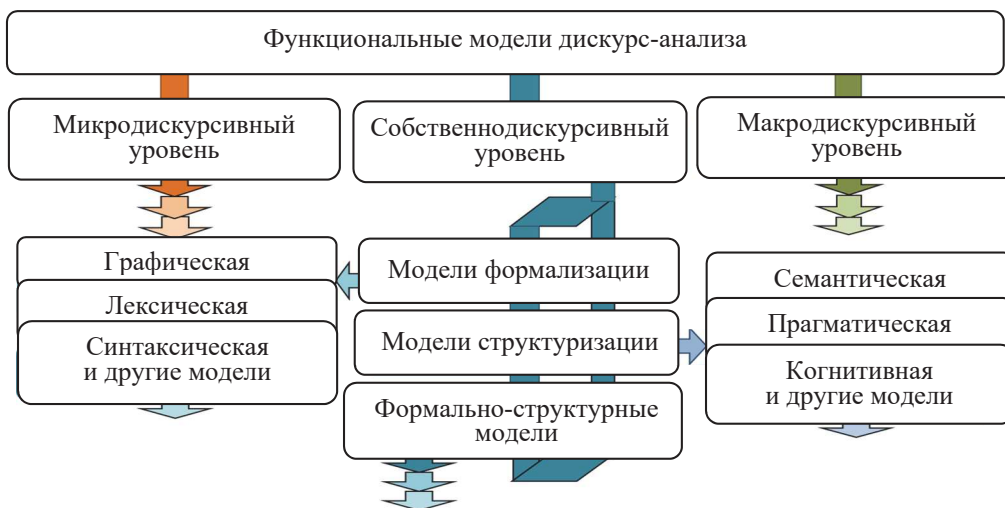 Функциональные модели дискурс-анализа
Микродискурсивный
уровень
Собственнодискурсивный
уровень
Макродискурсивный
уровень
Графическая
Лексическая
Синтаксическая
и другие модели
Модели формализации
Модели структуризации
Формально-структурные
модели
Семантическая
Прагматическая
Когнитивная
и другие модели